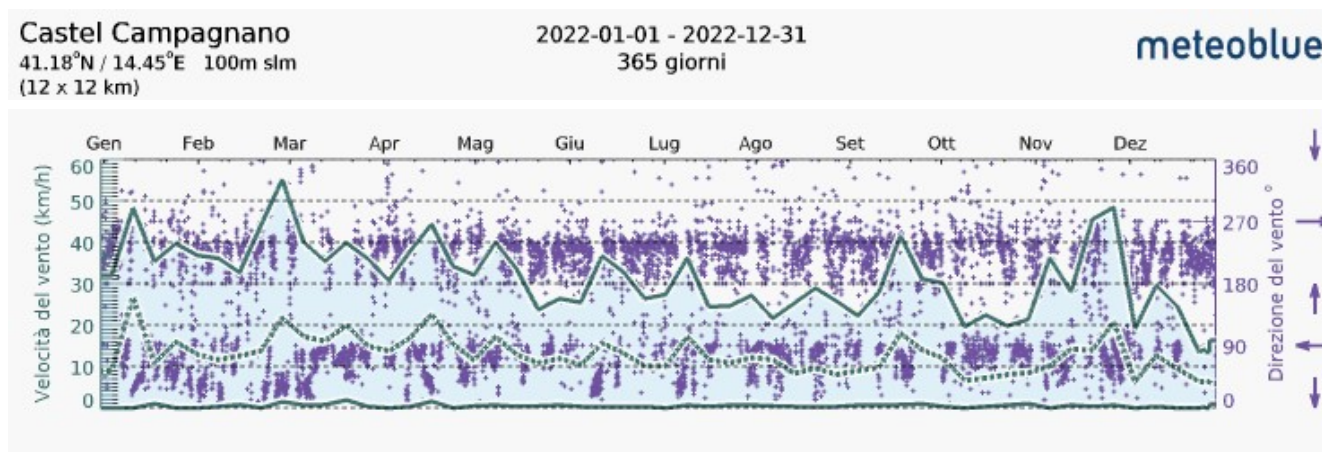 Castel Campagnano
41.18°N / 14.45°E 100m slm
(12 x 12 km)
2022-01-01 - 2022-12-31
365 giorni
meteoblue
Gen Feb Mar Apr Mag Giu Lug Ago Set Ott Nov Dez
Velocità del vento (km/h)
60
50
40
30
20
10
0
360
270
180
90
0
Direzione del vento °